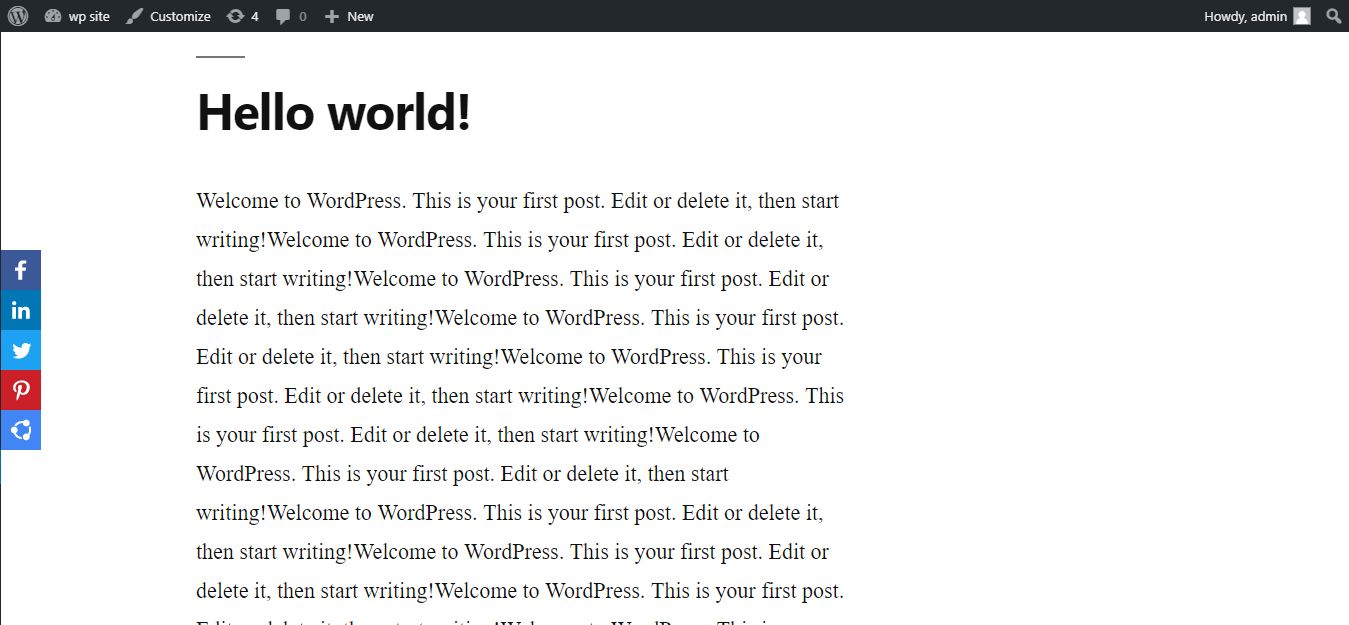 wp site Customize 4 0 New Howdy, admin
Hello world!
Welcome to WordPress. This is your first post. Edit or delete it, then start
writing!Welcome to WordPress. This is your first post. Edit or delete it,
then start writing!Welcome to WordPress. This is your first post. Edit or
delete it, then start writing!Welcome to WordPress. This is your first post.
Edit or delete it, then start writing!Welcome to WordPress. This is your
first post. Edit or delete it, then start writing!Welcome to WordPress. This
is your first post. Edit or delete it, then start writing!Welcome to
WordPress. This is your first post. Edit or delete it, then start
writing!Welcome to WordPress. This is your first post. Edit or delete it,
then start writing!Welcome to WordPress. This is your first post. Edit or
delete it, then start writing!Welcome to WordPress. This is your first post.